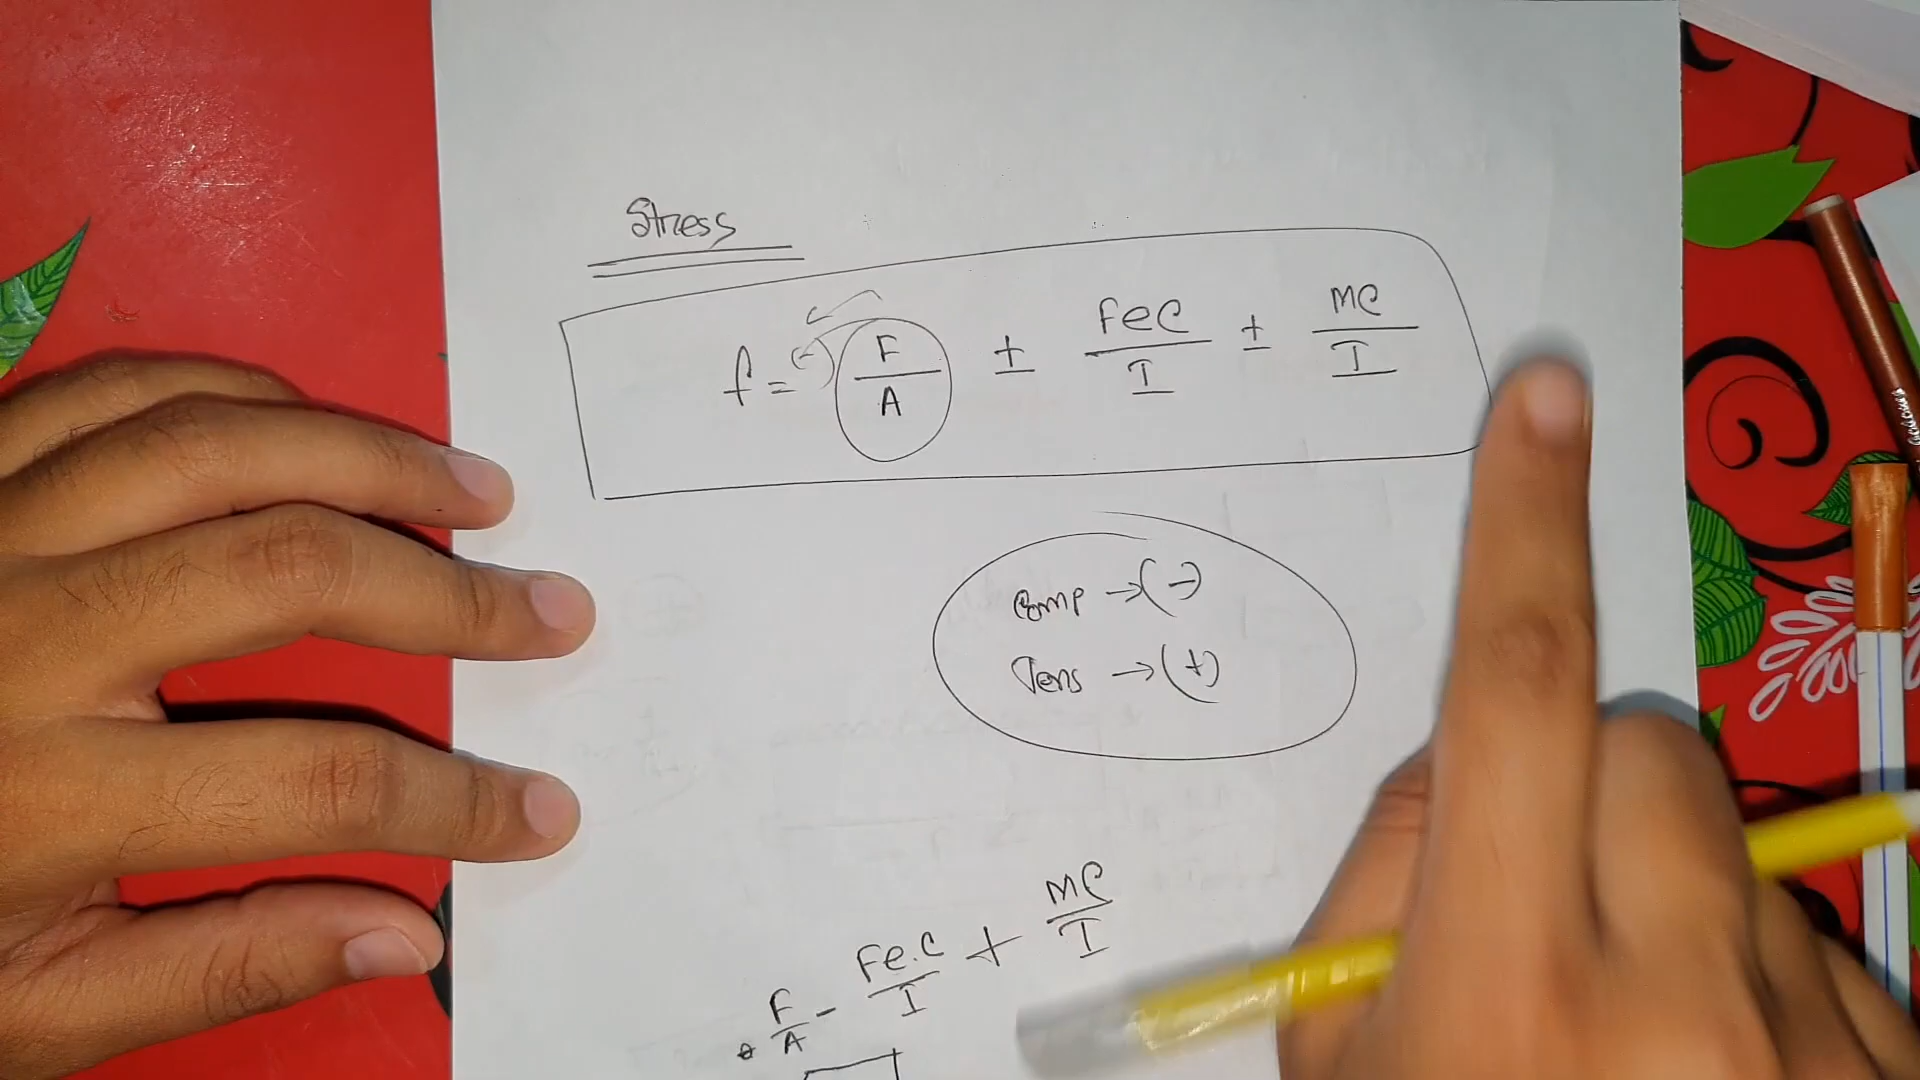 Stress
f = (-) F/A ± FeC/I ± MC/I
Comp → (-)
Tens → (+)
F/A - Fe.C/I + MC/I